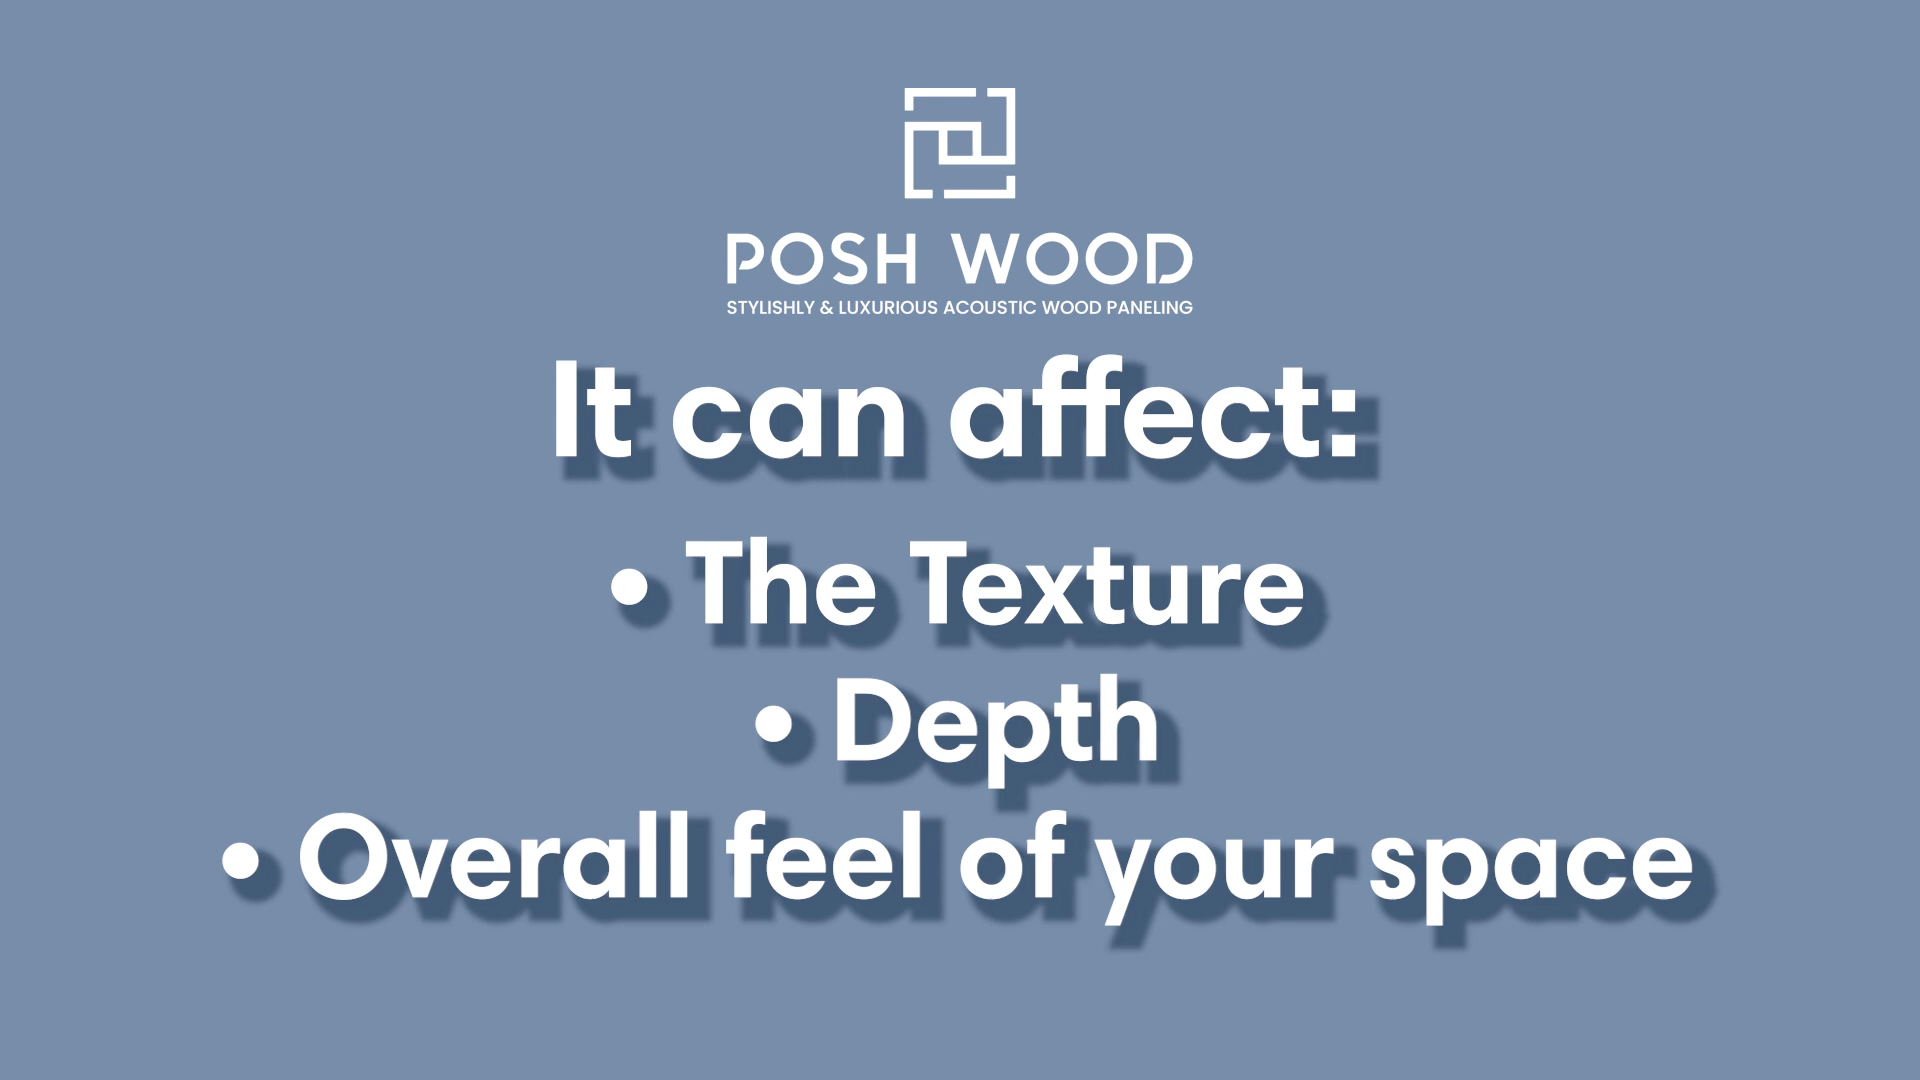 POSH WOOD
STYLISHLY & LUXURIOUS ACOUSTIC WOOD PANELING
It can affect:
• The Texture
• Depth
• Overall feel of your space